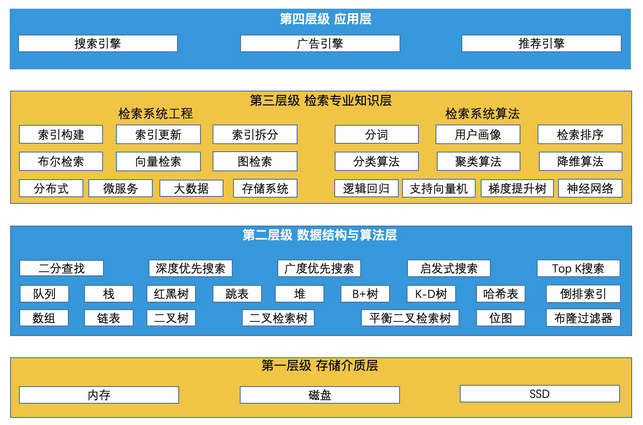 第四层级 应用层
搜索引擎 广告引擎 推荐引擎
第三层级 检索专业知识层
检索系统工程 检索系统算法
索引构建 索引更新 索引拆分 分词 用户画像 检索排序
布尔检索 向量检索 图检索 分类算法 聚类算法 降维算法
分布式 微服务 大数据 存储系统 逻辑回归 支持向量机 梯度提升树 神经网络
第二层级 数据结构与算法层
二分查找 深度优先搜索 广度优先搜索 启发式搜索 Top K搜索
队列 栈 红黑树 跳表 堆 B+树 K-D树 哈希表 倒排索引
数组 链表 二叉树 二叉检索树 平衡二叉检索树 位图 布隆过滤器
第一层级 存储介质层
内存 磁盘 SSD